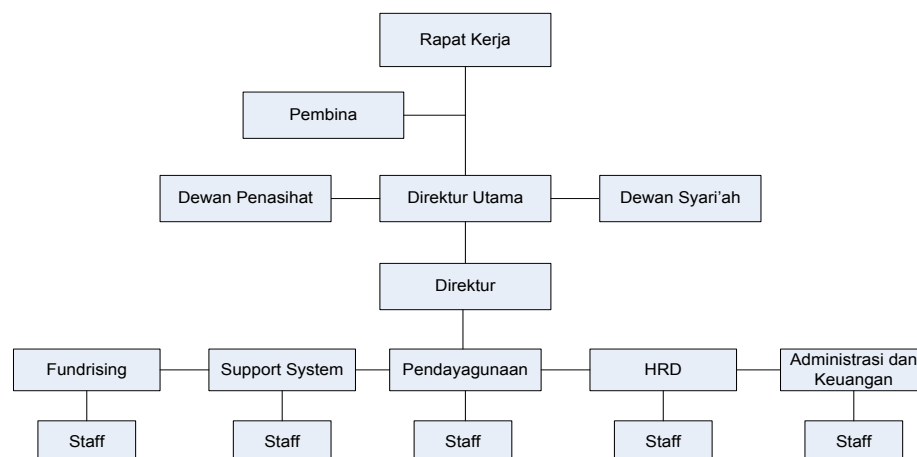 Rapat Kerja
Pembina
Dewan Penasihat
Direktur Utama
Dewan Syari’ah
Direktur
Fundrising
Support System
Pendayagunaan
HRD
Administrasi dan
Keuangan
Staff
Staff
Staff
Staff
Staff